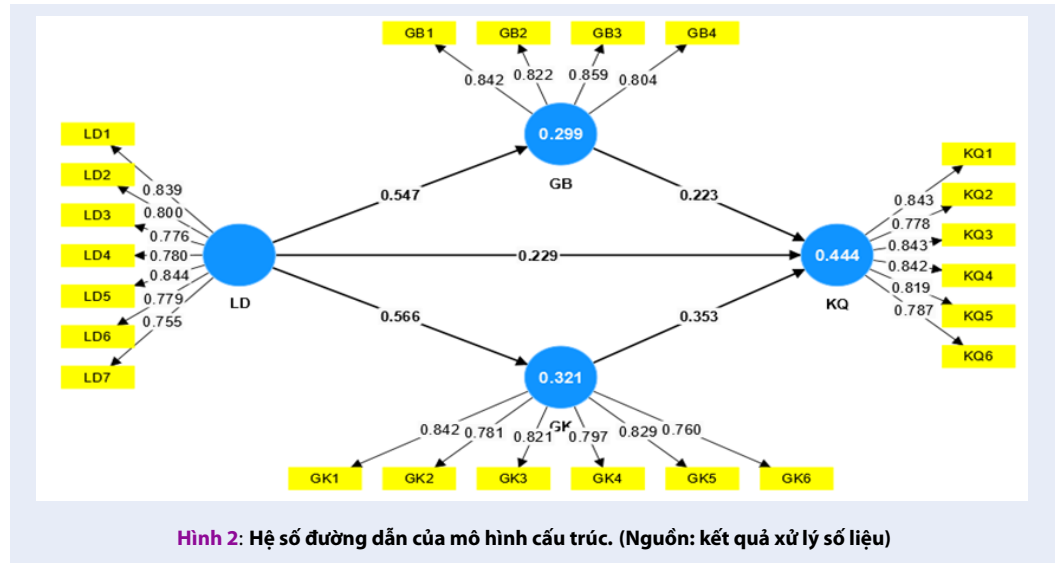 GB1 GB2 GB3 GB4
0.842 0.822 0.859 0.804
0.299
GB
LD1
LD2
LD3
LD4
LD5
LD6
LD7
0.839
0.800
0.776
0.780
0.844
0.779
0.755
LD
0.547
0.223
0.229
0.566
0.353
0.444
KQ
KQ1
KQ2
KQ3
KQ4
KQ5
KQ6
0.843
0.778
0.843
0.842
0.819
0.787
0.321
GK
0.842 0.781 0.821 0.797 0.829 0.760
GK1 GK2 GK3 GK4 GK5 GK6
Hình 2: Hệ số đường dẫn của mô hình cấu trúc. (Nguồn: kết quả xử lý số liệu)